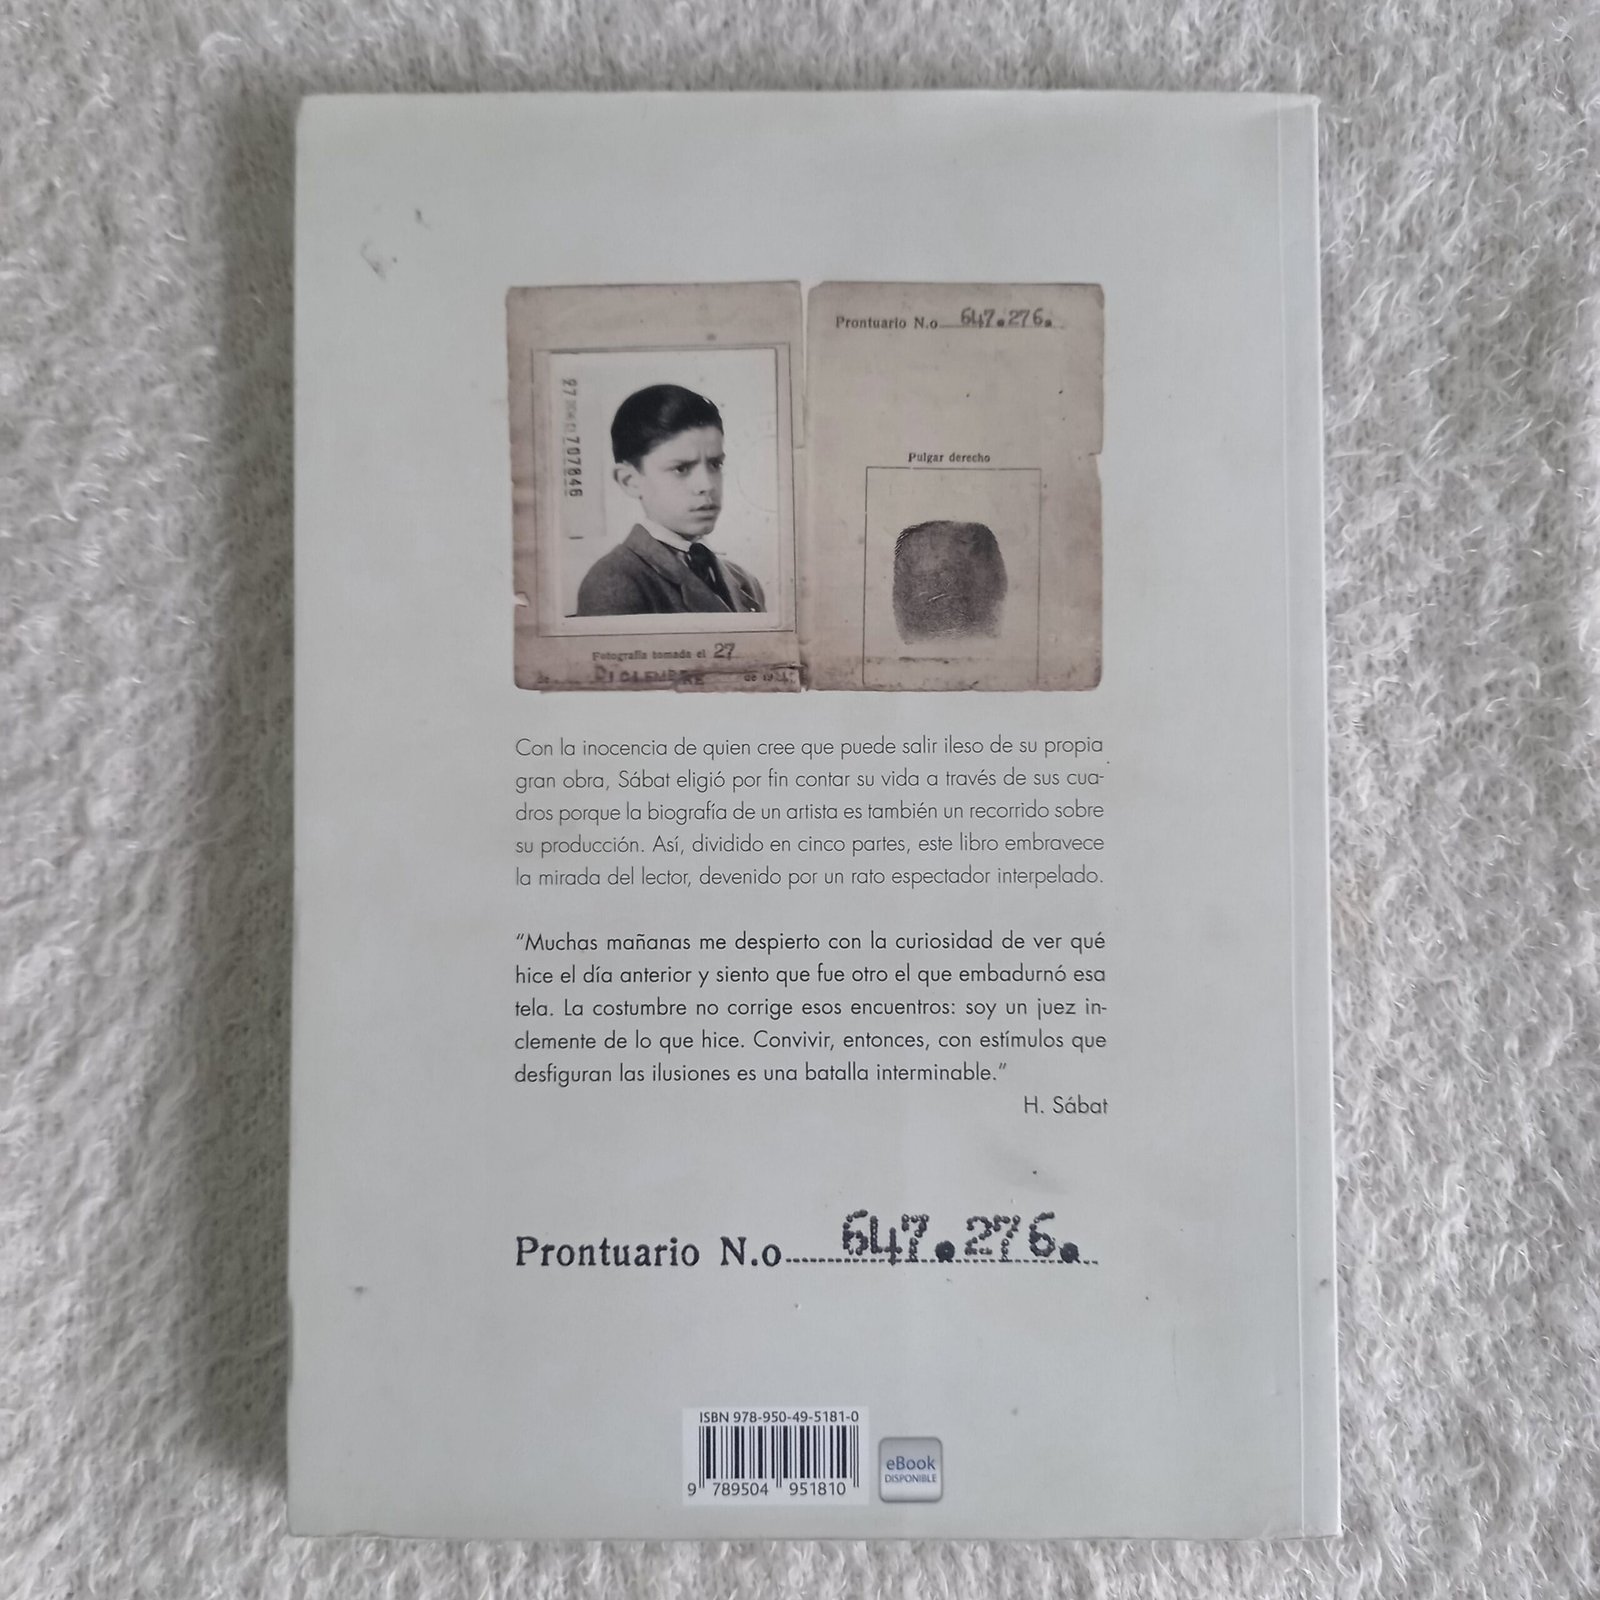 Prontuario N.o 647.276.
Pulgar derecho
Fotografía tomada el 27
de DICIEMBRE de 19
Con la inocencia de quien cree que puede salir ileso de su propia
gran obra, Sábat eligió por fin contar su vida a través de sus cua-
dros porque la biografía de un artista es también un recorrido sobre
su producción. Así, dividido en cinco partes, este libro embravece
la mirada del lector, devenido por un rato espectador interpelado.
“Muchas mañanas me despierto con la curiosidad de ver qué
hice el día anterior y siento que fue otro el que embadurnó esa
tela. La costumbre no corrige esos encuentros: soy un juez in-
clemente de lo que hice. Convivir, entonces, con estímulos que
desfiguran las ilusiones es una batalla interminable.”
H. Sábat
Prontuario N.o 647.276.
ISBN 978-950-49-5181-0
9 789504 951810
eBook
DISPONIBLE